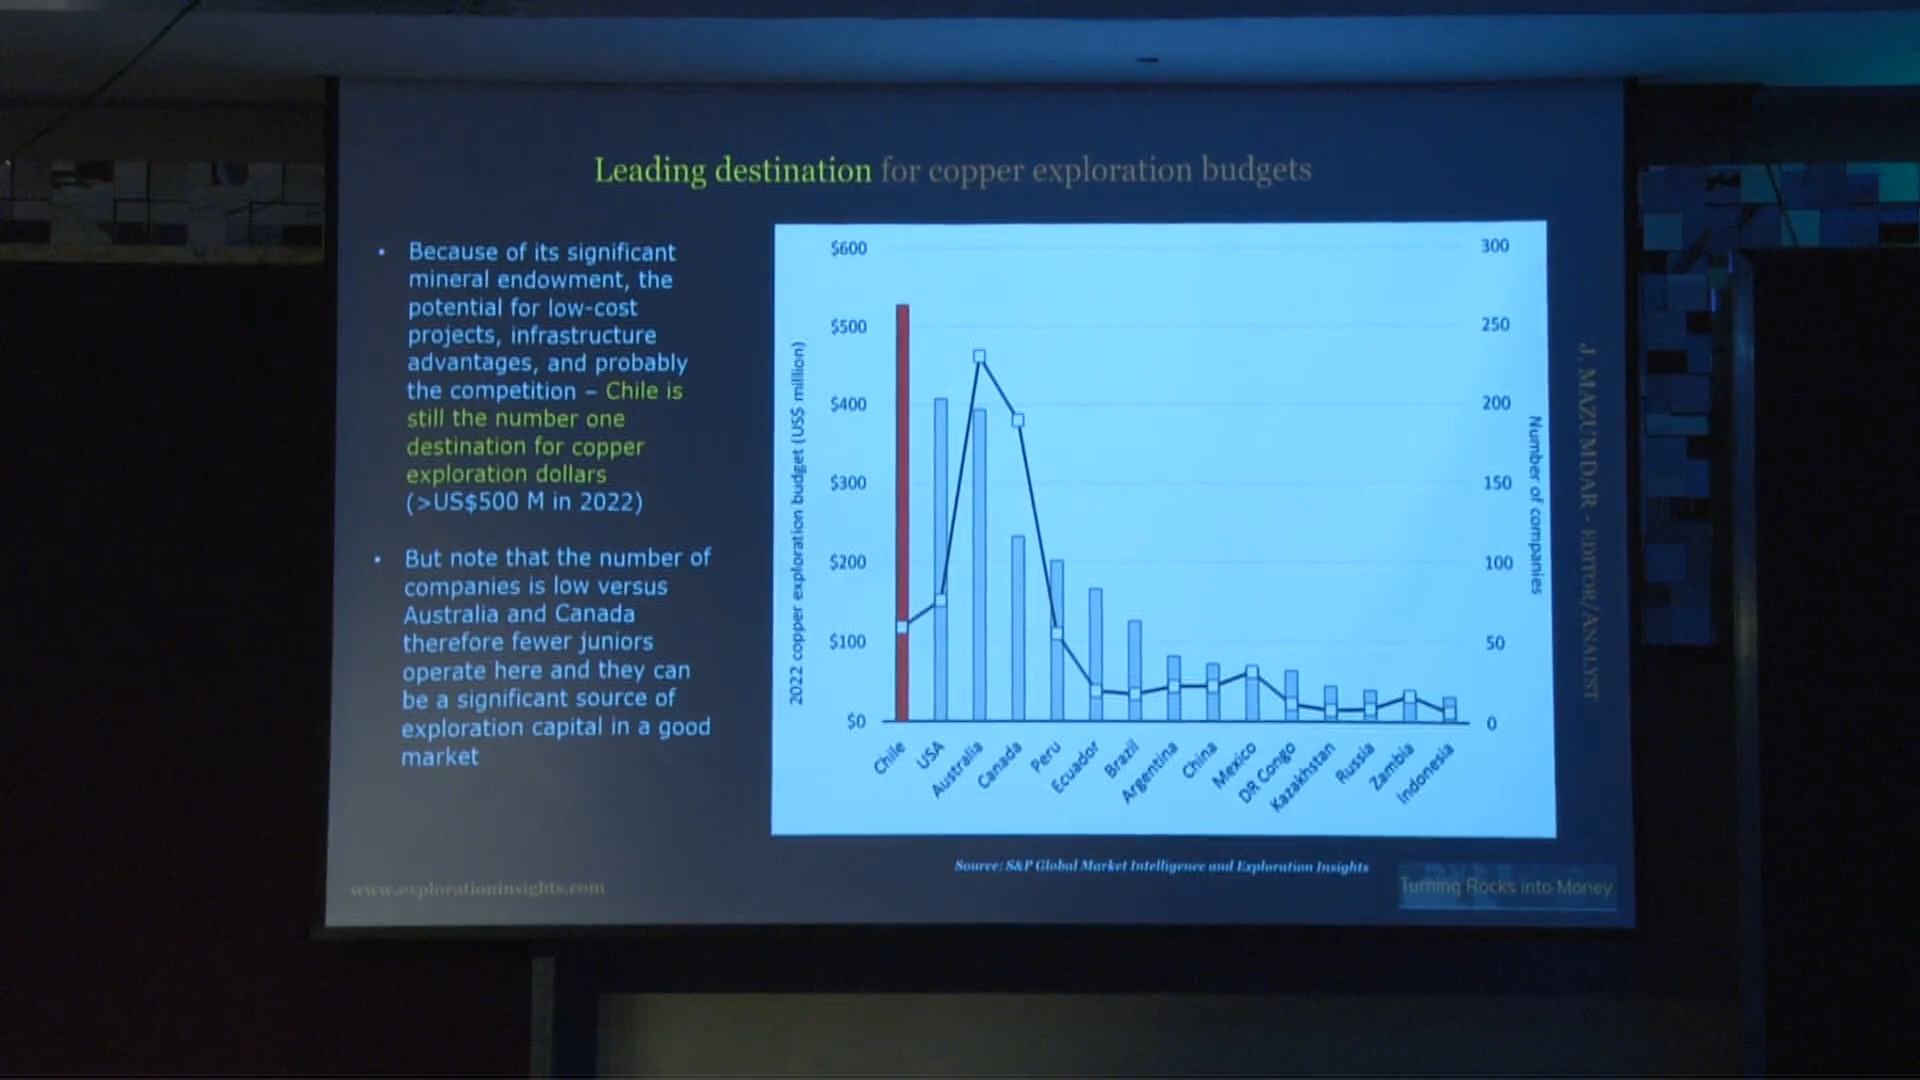 Leading destination for copper exploration budgets
• Because of its significant
mineral endowment, the
potential for low-cost
projects, infrastructure
advantages, and probably
the competition – Chile is
still the number one
destination for copper
exploration dollars
(>US$500 M in 2022)
• But note that the number of
companies is low versus
Australia and Canada
therefore fewer juniors
operate here and they can
be a significant source of
exploration capital in a good
market
2022 copper exploration budget (US$ million)
$600
$500
$400
$300
$200
$100
$0
300
250
200
150
100
50
0
Number of companies
Chile
USA
Australia
Canada
Peru
Ecuador
Brazil
Argentina
China
Mexico
DR Congo
Kazakhstan
Russia
Zambia
Indonesia
J. MAZUMDAR - EDITOR/ANALYST
Source: S&P Global Market Intelligence and Exploration Insights
www.explorationinsights.com
Turning Rocks into Money